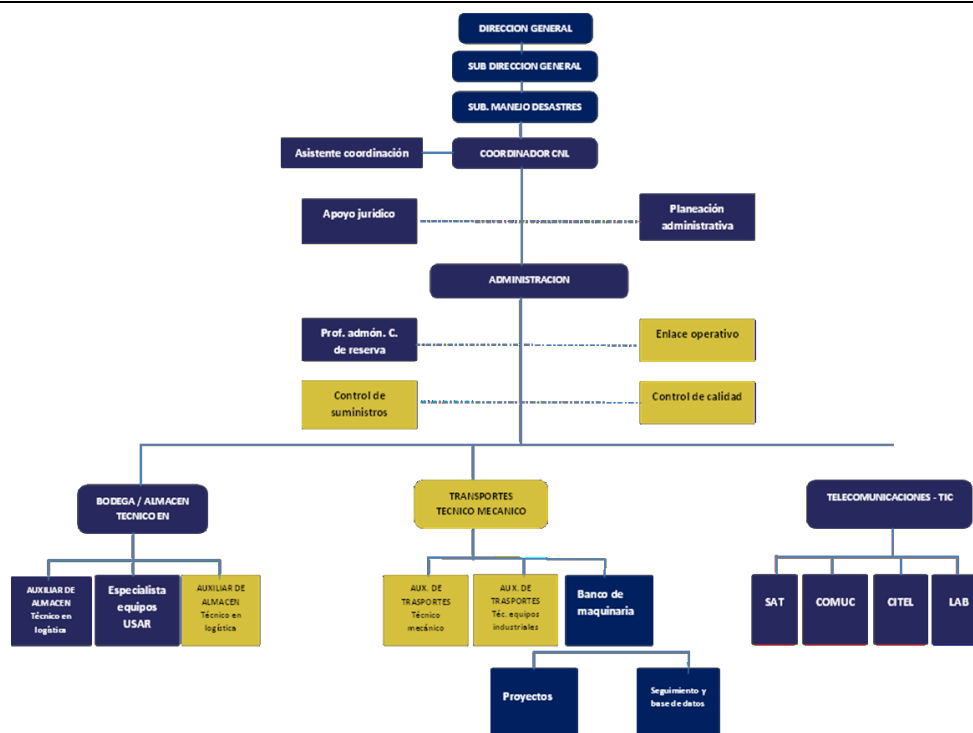 DIRECCION GENERAL
SUB DIRECCION GENERAL
SUB. MANEJO DESASTRES
Asistente coordinación
COORDINADOR CNL
Apoyo jurídico
Planeación
administrativa
ADMINISTRACION
Prof. admón. C.
de reserva
Enlace operativo
Control de
suministros
Control de calidad
BODEGA / ALMACEN
TECNICO EN
TRANSPORTES
TECNICO MECANICO
TELECOMUNICACIONES - TIC
AUXILIAR DE
ALMACEN
Técnico en
logística
Especialista
equipos
USAR
AUXILIAR DE
ALMACEN
Técnico en
logística
AUX. DE
TRASPORTES
Técnico
mecánico
AUX. DE
TRASPORTES
Téc. equipos
industriales
Banco de
maquinaria
SAT
COMUC
CITEL
LAB
Proyectos
Seguimiento y
base de datos